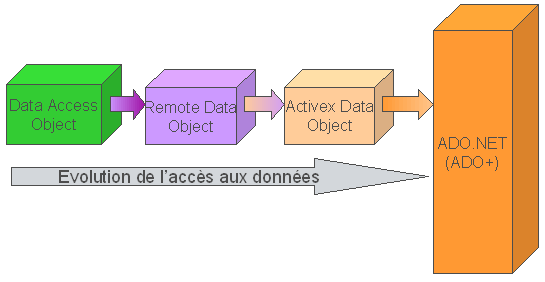 Data Access
Object
Remote Data
Object
Activex Data
Object
ADO.NET
(ADO+)
Evolution de l'accès aux données